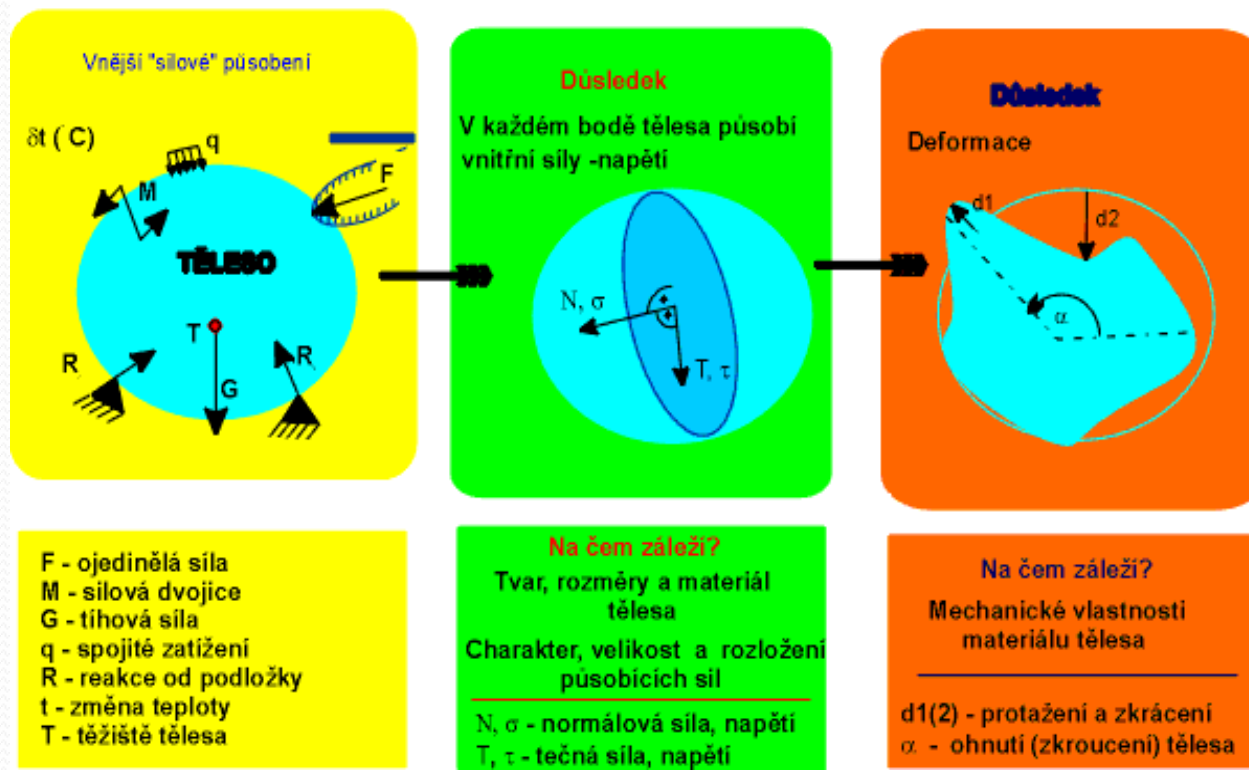 Vnější "silové" působení
δt (´C)
q
M
F
TĚLESO
T
R
R
G
Důsledek
V každém bodě tělesa působí
vnitřní síly -napětí
N, σ
T, τ
Důsledek
Deformace
d1
d2
α
F - ojedinělá síla
M - silová dvojice
G - tíhová síla
q - spojité zatížení
R - reakce od podložky
t - změna teploty
T - těžiště tělesa
Na čem záleží?
Tvar, rozměry a materiál
tělesa
Charakter, velikost a rozložení
působících sil
N, σ - normálová síla, napětí
T, τ - tečná síla, napětí
Na čem záleží?
Mechanické vlastnosti
materiálu tělesa
d1(2) - protažení a zkrácení
α - ohnutí (zkroucení) tělesa